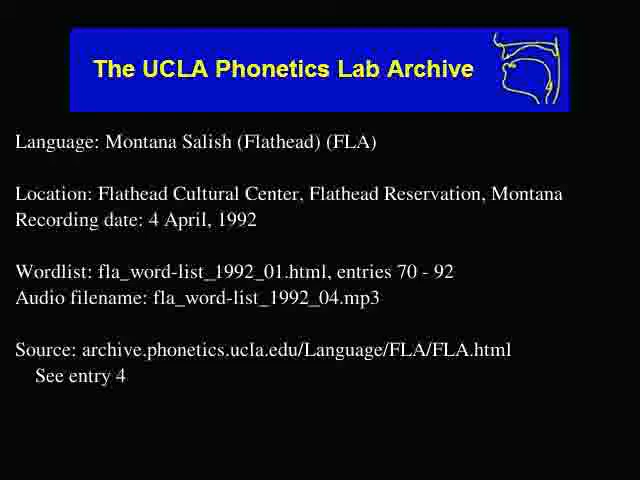 The UCLA Phonetics Lab Archive
Language: Montana Salish (Flathead) (FLA)
Location: Flathead Cultural Center, Flathead Reservation, Montana
Recording date: 4 April, 1992
Wordlist: fla_word-list_1992_01.html, entries 70 - 92
Audio filename: fla_word-list_1992_04.mp3
Source: archive.phonetics.ucla.edu/Language/FLA/FLA.html
See entry 4